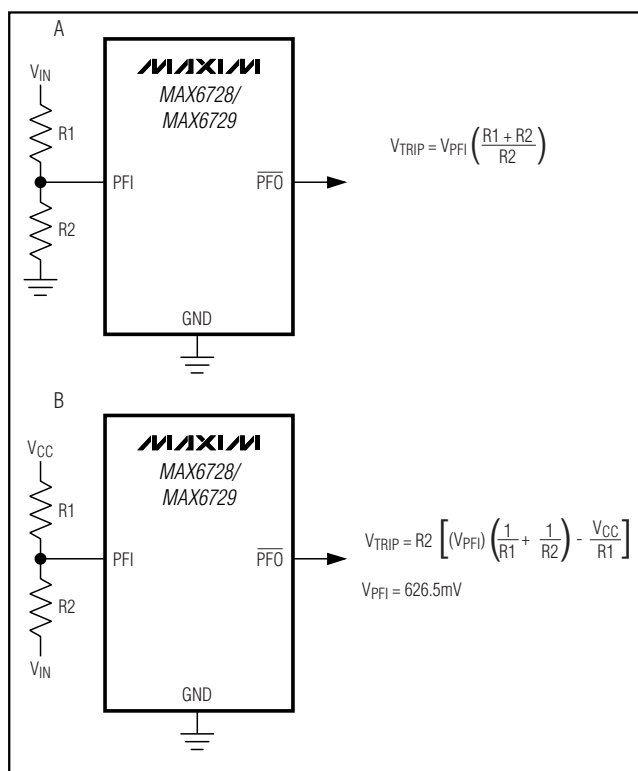 A
MAXIM
VIN
MAX6728/
MAX6729
R1
VTRIP = VPFI (R1 + R2 / R2)
PFI
PFO
R2
GND
B
MAXIM
VCC
MAX6728/
MAX6729
R1
VTRIP = R2 [(VPFI) (1/R1 + 1/R2) - VCC/R1]
PFI
PFO
R2
VPFI = 626.5mV
VIN
GND